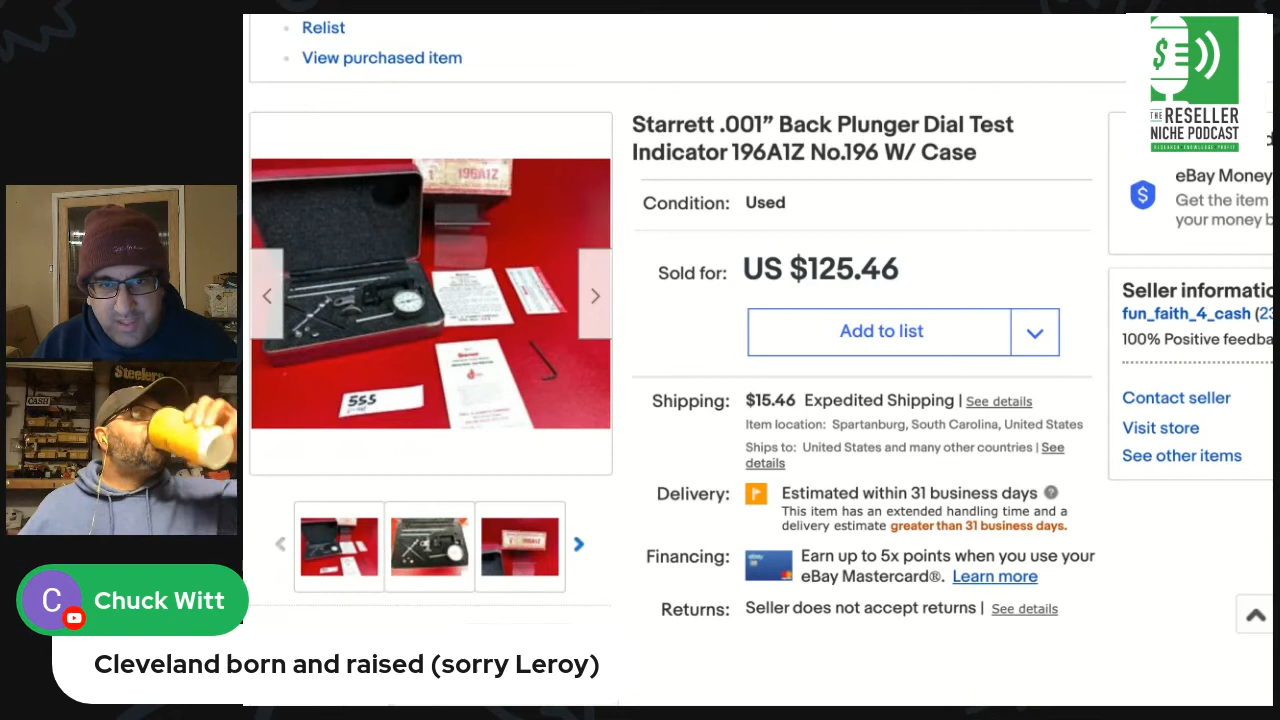 Relist
View purchased item
THE RESELLER
NICHE PODCAST
RESEARCH KNOWLEDGE PROFIT
Starrett .001” Back Plunger Dial Test
Indicator 196A1Z No.196 W/ Case
Condition: Used
Sold for: US $125.46
Add to list
Shipping: $15.46 Expedited Shipping | See details
Item location: Spartanburg, South Carolina, United States
Ships to: United States and many other countries | See
details
Delivery: Estimated within 31 business days
This item has an extended handling time and a
delivery estimate greater than 31 business days.
Financing: Earn up to 5x points when you use your
eBay Mastercard®. Learn more
Returns: Seller does not accept returns | See details
eBay Money
Get the item
your money b
Seller informatio
fun_faith_4_cash (23
100% Positive feedba
Contact seller
Visit store
See other items
196A1Z
555
Steelers
CASH
C
Chuck Witt
Cleveland born and raised (sorry Leroy)